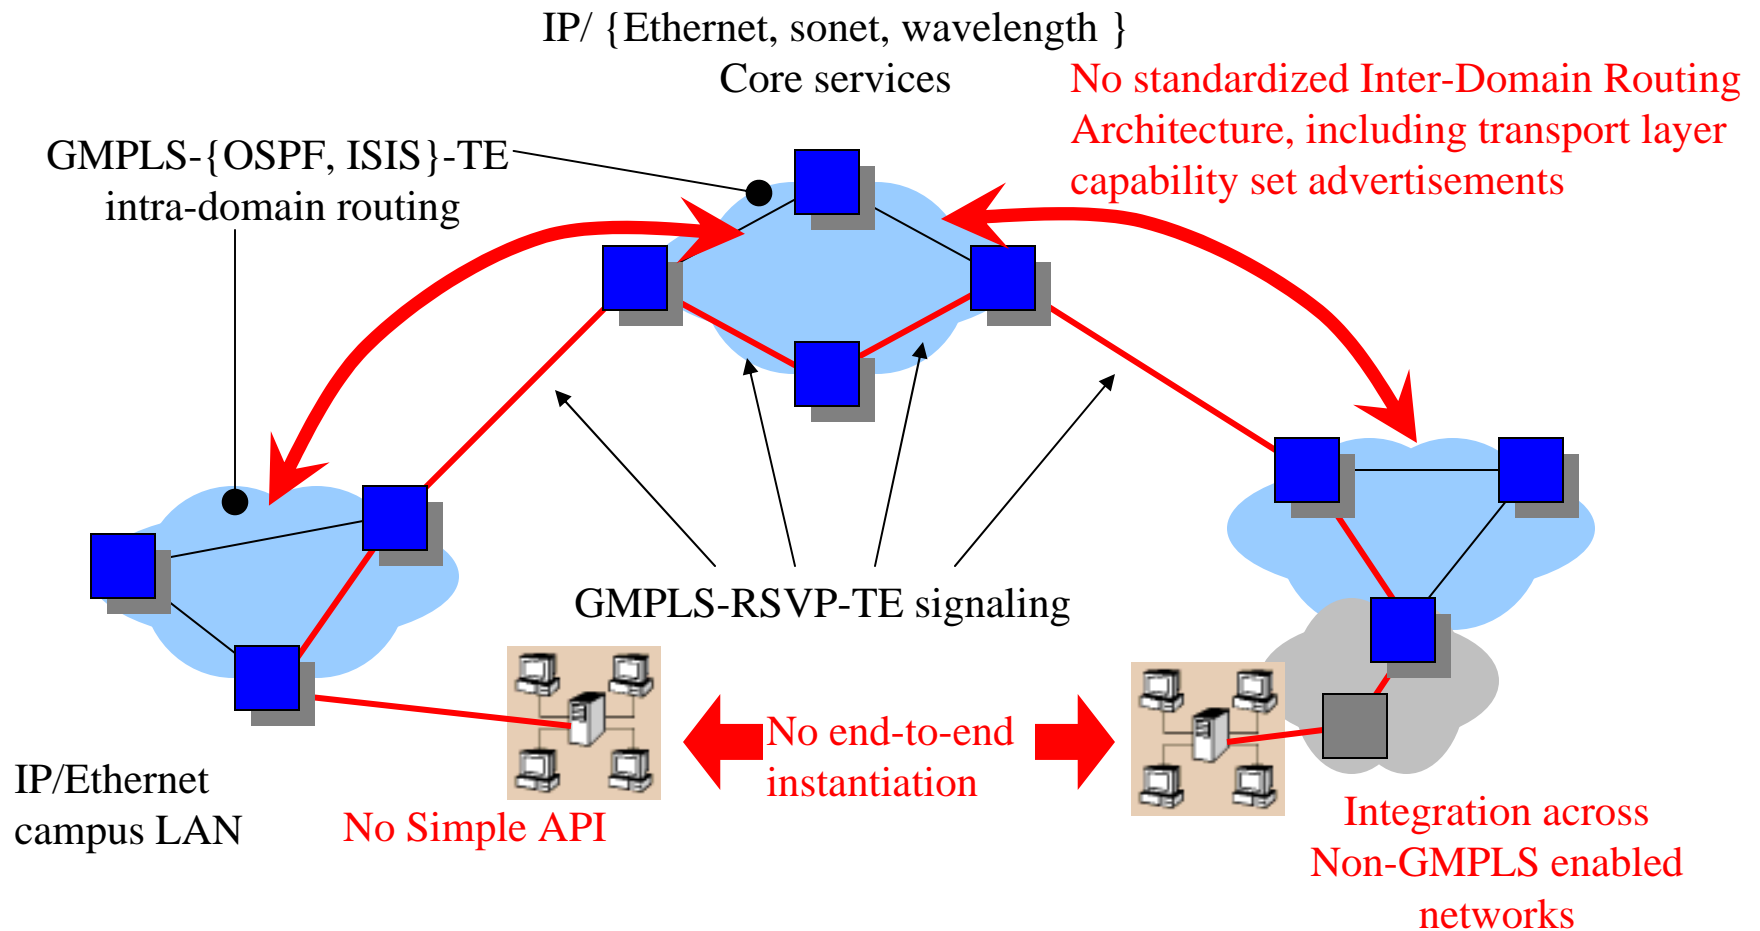 IP/ {Ethernet, sonet, wavelength }
Core services
No standardized Inter-Domain Routing
Architecture, including transport layer
capability set advertisements
GMPLS-{OSPF, ISIS}-TE
intra-domain routing
GMPLS-RSVP-TE signaling
No end-to-end
instantiation
IP/Ethernet
campus LAN
No Simple API
Integration across
Non-GMPLS enabled
networks